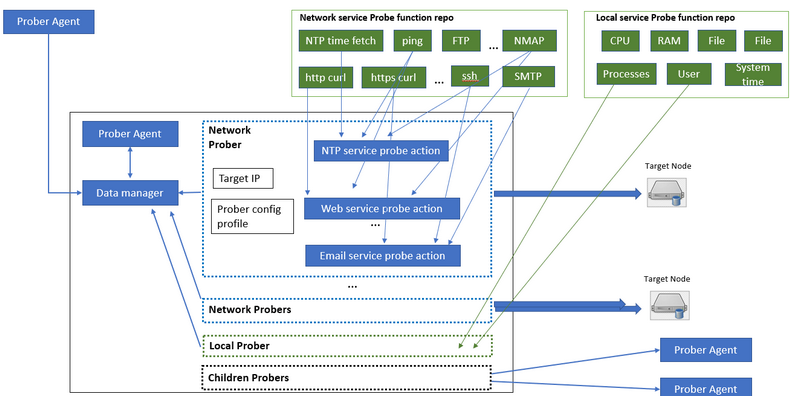 Prober Agent
Network service Probe function repo
NTP time fetch
ping
FTP
...
NMAP
http curl
https curl
...
ssh
SMTP
Local service Probe function repo
CPU
RAM
File
File
Processes
User
System
time
Prober Agent
Data manager
Network
Prober
Target IP
Prober config
profile
NTP service probe action
Web service probe action
...
Email service probe action
...
Network Probers
Local Prober
Children Probers
Target Node
Target Node
Prober Agent
Prober Agent